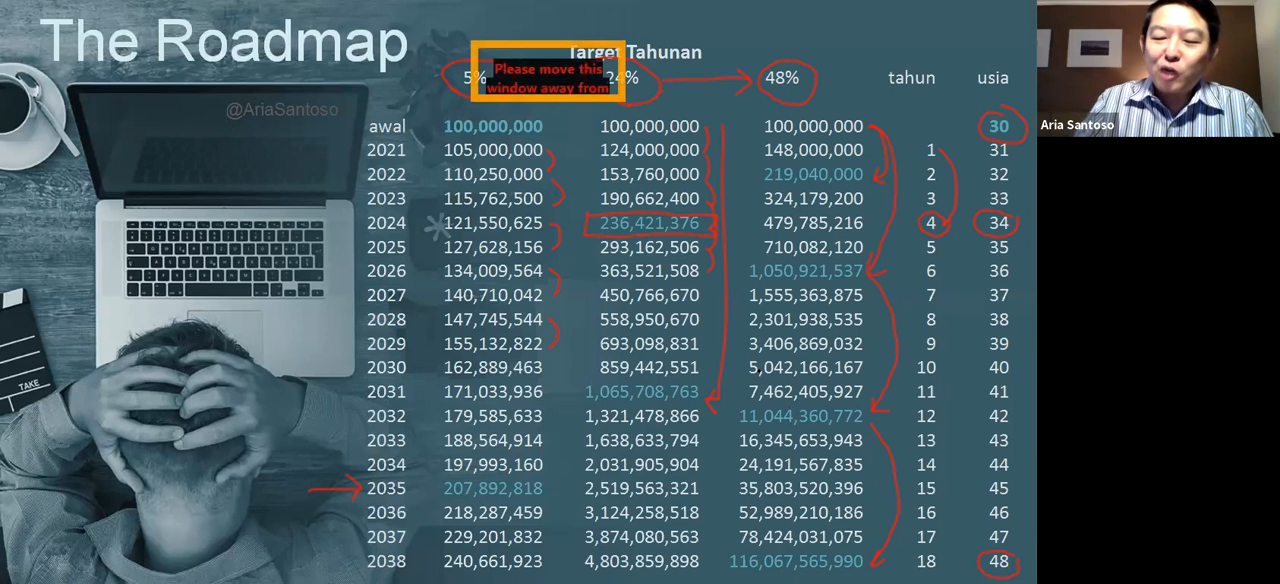 The Roadmap
@AriaSantoso
Target Tahunan
Please move this
window away from
5% 24% 48% tahun usia
awal 100,000,000 100,000,000 100,000,000 30
2021 105,000,000 124,000,000 148,000,000 1 31
2022 110,250,000 153,760,000 219,040,000 2 32
2023 115,762,500 190,662,400 324,179,200 3 33
2024 121,550,625 236,421,376 479,785,216 4 34
2025 127,628,156 293,162,506 710,082,120 5 35
2026 134,009,564 363,521,508 1,050,921,537 6 36
2027 140,710,042 450,766,670 1,555,363,875 7 37
2028 147,745,544 558,950,670 2,301,938,535 8 38
2029 155,132,822 693,098,831 3,406,869,032 9 39
2030 162,889,463 859,442,551 5,042,166,167 10 40
2031 171,033,936 1,065,708,763 7,462,405,927 11 41
2032 179,585,633 1,321,478,866 11,044,360,772 12 42
2033 188,564,914 1,638,633,794 16,345,653,943 13 43
2034 197,993,160 2,031,905,904 24,191,567,835 14 44
2035 207,892,818 2,519,563,321 35,803,520,396 15 45
2036 218,287,459 3,124,258,518 52,989,210,186 16 46
2037 229,201,832 3,874,080,563 78,424,031,075 17 47
2038 240,661,923 4,803,859,898 116,067,565,990 18 48
TAKE
Aria Santoso